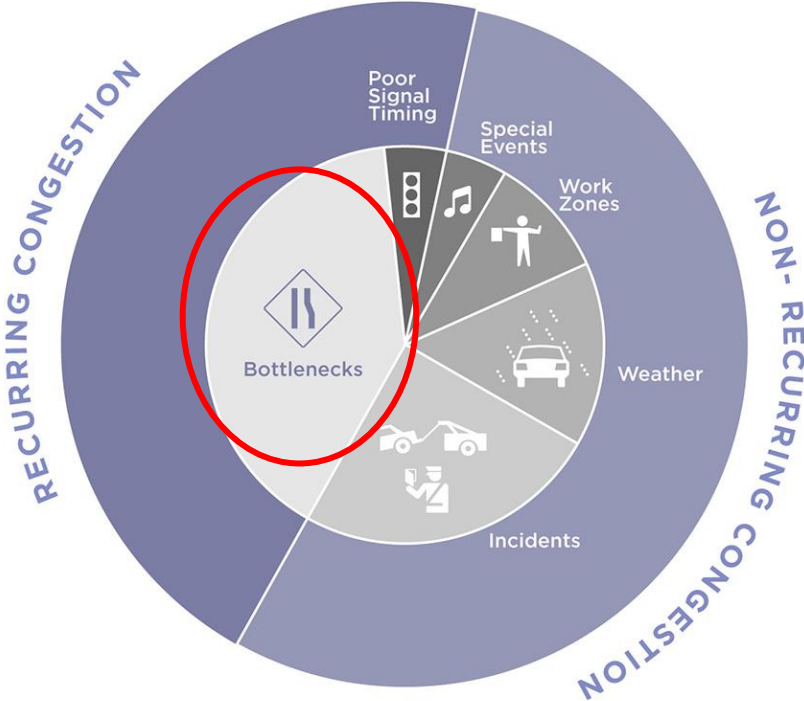 RECURRING CONGESTION
Poor
Signal
Timing
Special
Events
Work
Zones
Weather
Incidents
Bottlenecks
NON- RECURRING CONGESTION